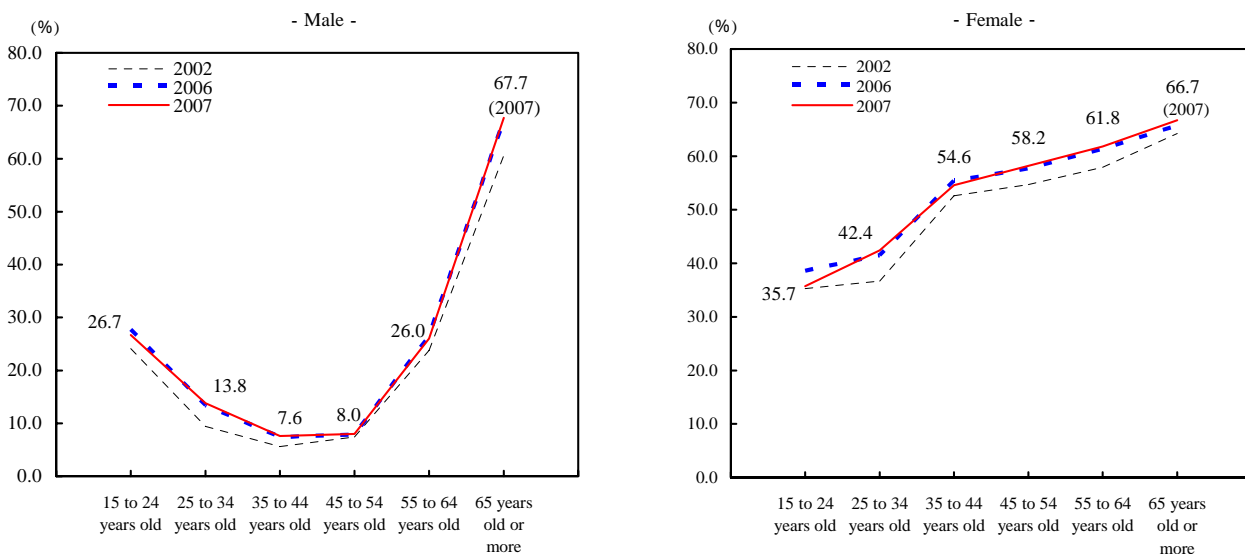 - Male -
(%)
80.0
70.0
60.0
50.0
40.0
30.0
20.0
10.0
0.0
2002
2006
2007
67.7
(2007)
26.7
13.8
7.6
8.0
26.0
15 to 24
years old
25 to 34
years old
35 to 44
years old
45 to 54
years old
55 to 64
years old
65 years
old or
more
- Female -
(%)
80.0
70.0
60.0
50.0
40.0
30.0
20.0
10.0
0.0
2002
2006
2007
66.7
(2007)
61.8
58.2
54.6
42.4
35.7
15 to 24
years old
25 to 34
years old
35 to 44
years old
45 to 54
years old
55 to 64
years old
65 years
old or
more